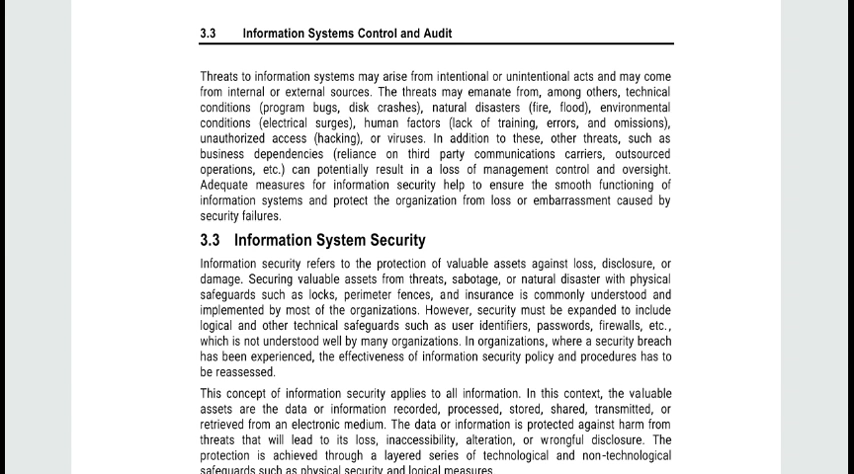 3.3 Information Systems Control and Audit
Threats to information systems may arise from intentional or unintentional acts and may come
from internal or external sources. The threats may emanate from, among others, technical
conditions (program bugs, disk crashes), natural disasters (fire, flood), environmental
conditions (electrical surges), human factors (lack of training, errors, and omissions),
unauthorized access (hacking), or viruses. In addition to these, other threats, such as
business dependencies (reliance on third party communications carriers, outsourced
operations, etc.) can potentially result in a loss of management control and oversight.
Adequate measures for information security help to ensure the smooth functioning of
information systems and protect the organization from loss or embarrassment caused by
security failures.
3.3 Information System Security
Information security refers to the protection of valuable assets against loss, disclosure, or
damage. Securing valuable assets from threats, sabotage, or natural disaster with physical
safeguards such as locks, perimeter fences, and insurance is commonly understood and
implemented by most of the organizations. However, security must be expanded to include
logical and other technical safeguards such as user identifiers, passwords, firewalls, etc.,
which is not understood well by many organizations. In organizations, where a security breach
has been experienced, the effectiveness of information security policy and procedures has to
be reassessed.
This concept of information security applies to all information. In this context, the valuable
assets are the data or information recorded, processed, stored, shared, transmitted, or
retrieved from an electronic medium. The data or information is protected against harm from
threats that will lead to its loss, inaccessibility, alteration, or wrongful disclosure. The
protection is achieved through a layered series of technological and non-technological
safeguards such as physical security and logical measures